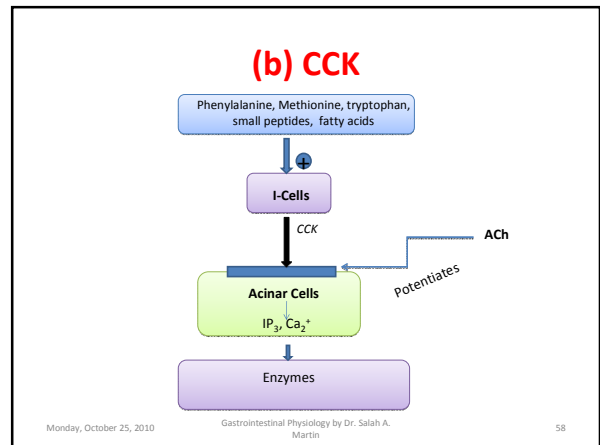 (b) CCK
Phenylalanine, Methionine, tryptophan,
small peptides, fatty acids
+
I-Cells
CCK
ACh
Potentiates
Acinar Cells
IP₃, Ca₂⁺
Enzymes
Monday, October 25, 2010
Gastrointestinal Physiology by Dr. Salah A.
Martin
58